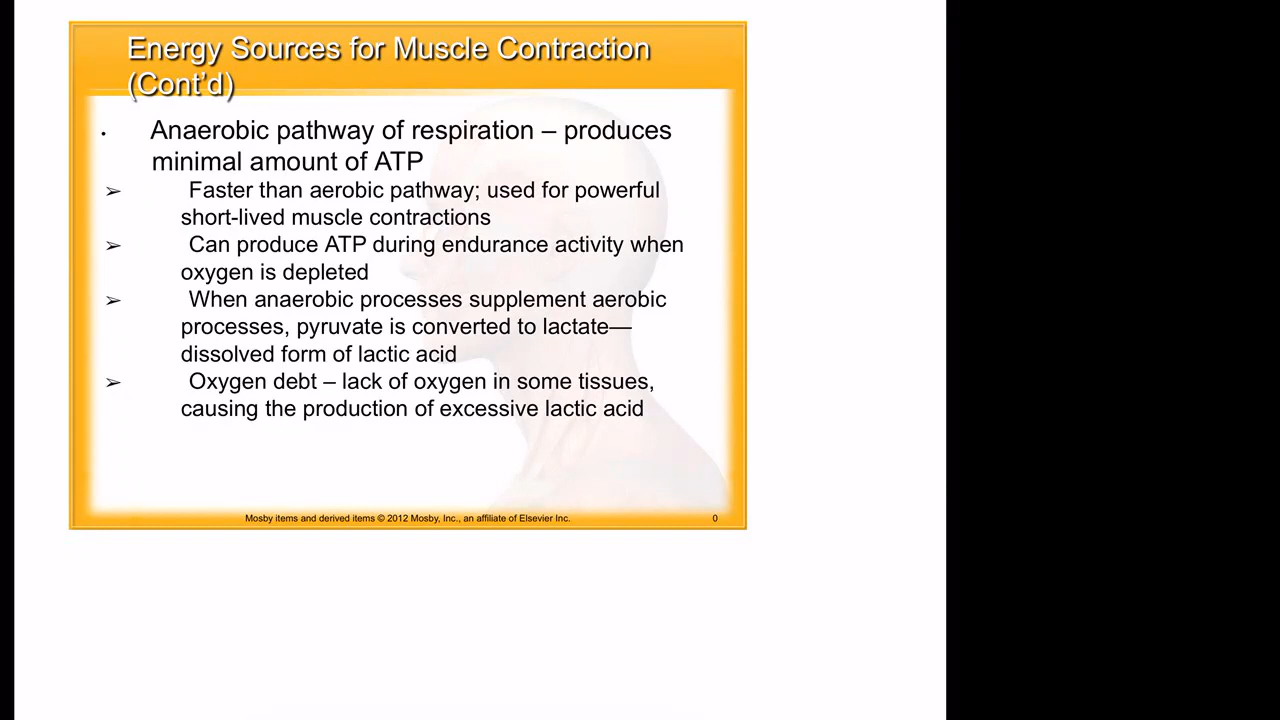 Energy Sources for Muscle Contraction
(Cont’d)
• Anaerobic pathway of respiration – produces
minimal amount of ATP
➢ Faster than aerobic pathway; used for powerful
short-lived muscle contractions
➢ Can produce ATP during endurance activity when
oxygen is depleted
➢ When anaerobic processes supplement aerobic
processes, pyruvate is converted to lactate—
dissolved form of lactic acid
➢ Oxygen debt – lack of oxygen in some tissues,
causing the production of excessive lactic acid
Mosby items and derived items © 2012 Mosby, Inc., an affiliate of Elsevier Inc. 0